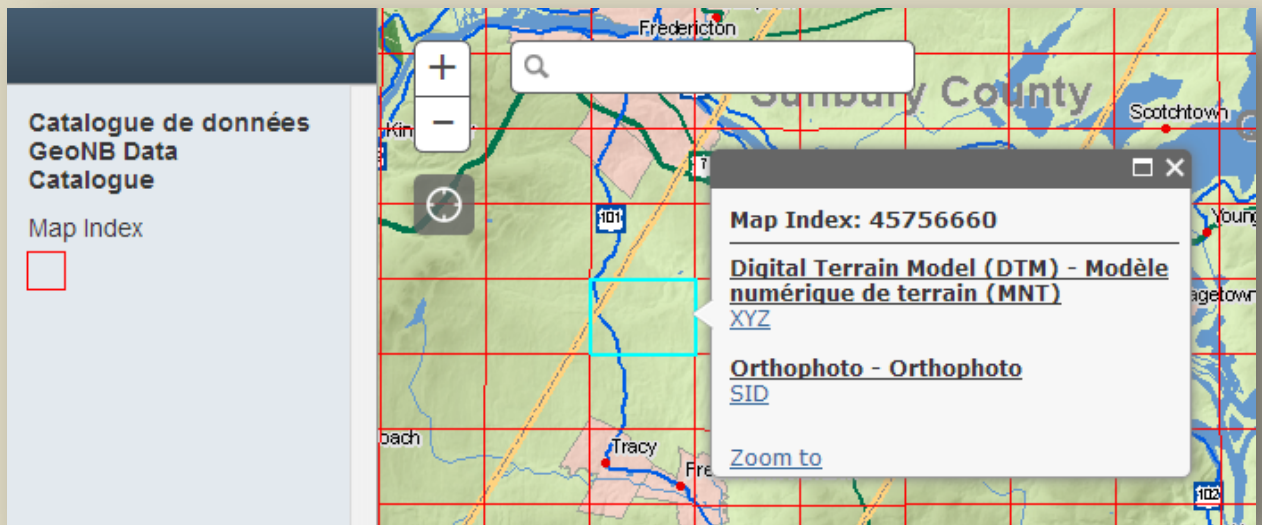 Catalogue de données
GeoNB Data
Catalogue
Map Index
+
−
Fredericton
Sunbury County
Scotchtown
Kin
7
101
Young
agetown
Map Index: 45756660
Digital Terrain Model (DTM) - Modèle
numérique de terrain (MNT)
XYZ
Orthophoto - Orthophoto
SID
Zoom to
bach
Tracy
Fre
102